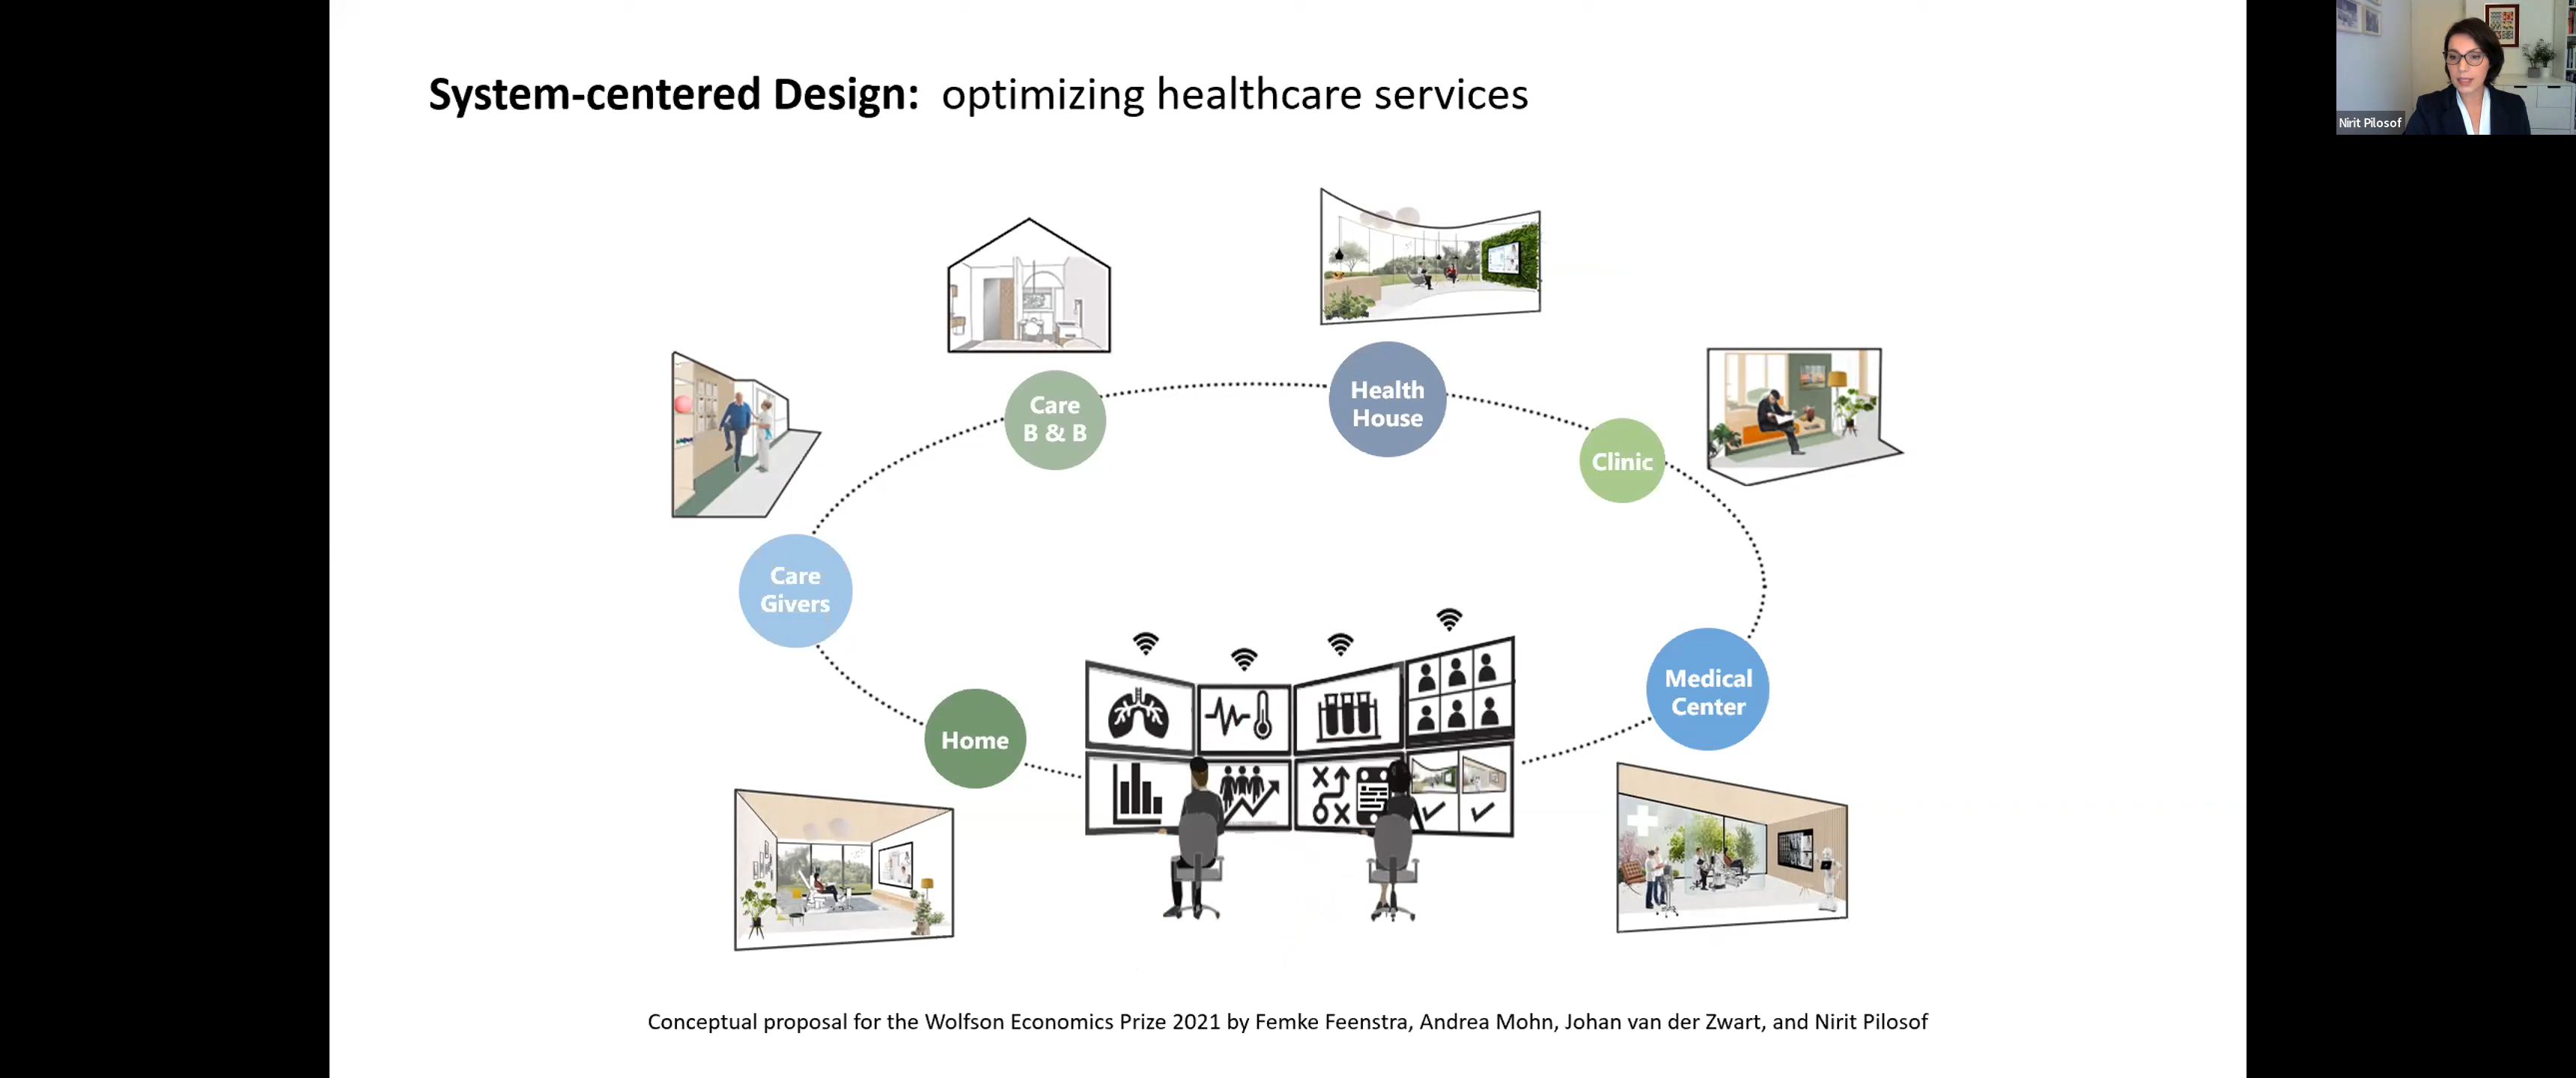 System-centered Design: optimizing healthcare services
Nirit Pilosof
Care
B & B
Health
House
Clinic
Care
Givers
Medical
Center
Home
Conceptual proposal for the Wolfson Economics Prize 2021 by Femke Feenstra, Andrea Mohn, Johan van der Zwart, and Nirit Pilosof